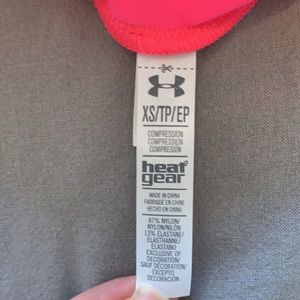 XS/TP/EP
COMPRESSION
COMPRESSION
COMPRESIÓN
heat
gear
MADE IN CHINA
FABRIQUÉ EN CHINE
HECHO EN CHINA
87% NYLON/
NYLON/NILÓN
13% ELASTANE/
ELASTHANNE/
ELASTANO
EXCLUSIVE OF
DECORATION/
SAUF DÉCORATION/
EXCEPTO
DECORACIÓN